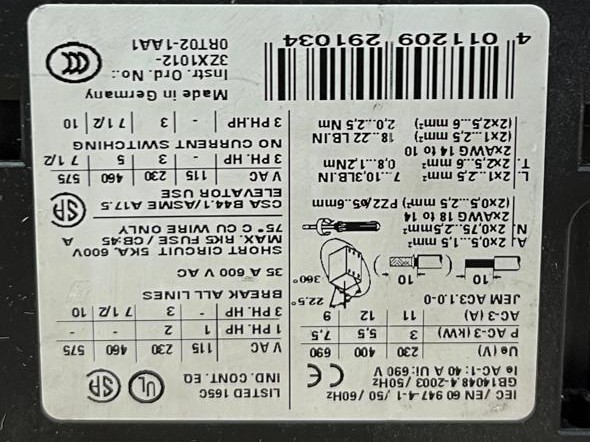 IEC / EN 60 947-4-1 / 50 / 60Hz
GB14048.4-2003 / 50Hz
Ie AC-1: 40 A Ui: 690 V
CE
Ue (V) 230 400 690
P AC-3 (kW) 3 5,5 7,5
AC-3 (A) 11 12 9
JEM AC3.1.0-0
10
10
22.5°
360°
A 2x0,5...1,5 mm²
N 2x0,75...2,5mm²
2xAWG 18 to 14
(2x0,5...2,5 mm²) PZ2/ø5...6mm
L 2x1...2,5 mm² 7...10,3LB.IN
T. 2x2,5...6 mm² 0,8...1,2Nm
2xAWG 14 to 10
(2x1...2,5 mm²) 18...22 LB.IN
(2x2,5...6 mm²) 2,0...2,5 Nm
4 011209 291034
LISTED 165C
IND. CONT. EQ
UL
SA
V AC 115 230 460 575
1 PH. HP 1 2 - -
3 PH. HP - 3 7 1/2 10
BREAK ALL LINES
35 A 600 V AC
SHORT CIRCUIT 5KA, 600V
MAX. RK5 FUSE / CB:45 A
75° C CU WIRE ONLY
CSA B44.1/ASME A17.5
ELEVATOR USE
SA
V AC 115 230 460 575
3 PH. HP - 3 5 7 1/2
NO CURRENT SWITCHING
3 PH.HP - 3 7 1/2 10
Made in Germany
Instr. Ord. No.:
3ZX1012-
0RT02-1AA1
CCC